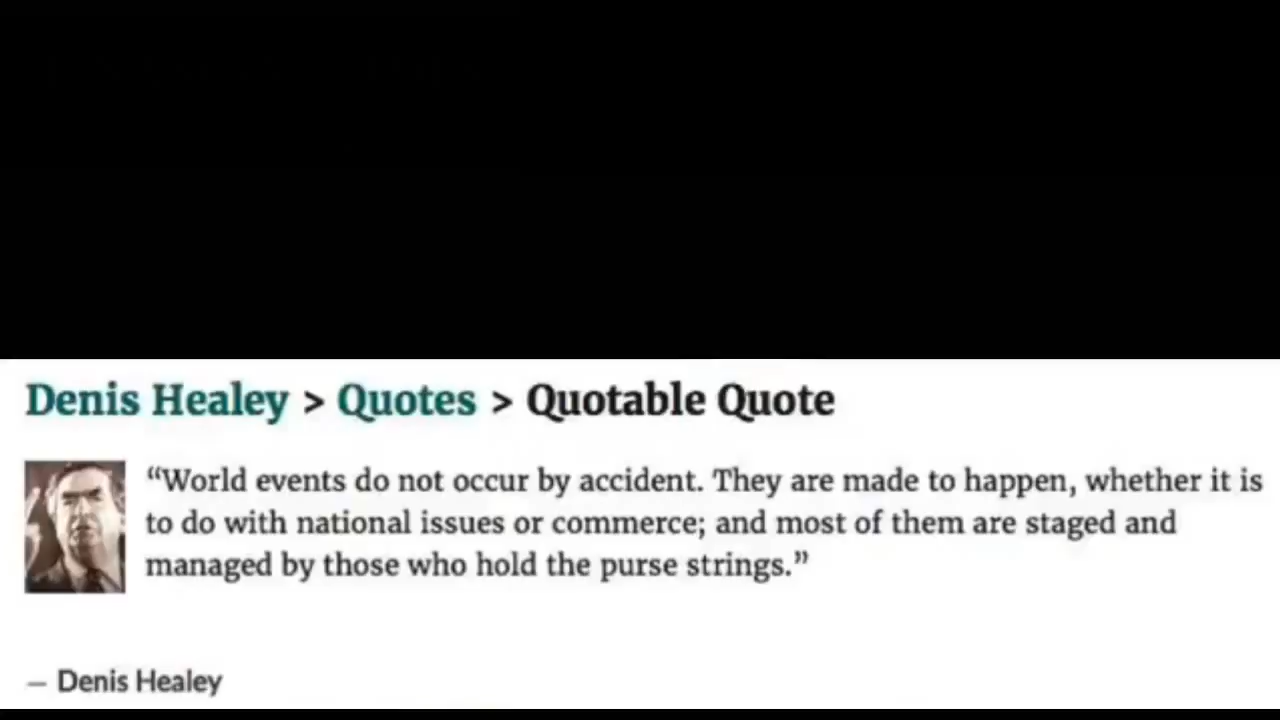 Denis Healey > Quotes > Quotable Quote
“World events do not occur by accident. They are made to happen, whether it is
to do with national issues or commerce; and most of them are staged and
managed by those who hold the purse strings.”
— Denis Healey